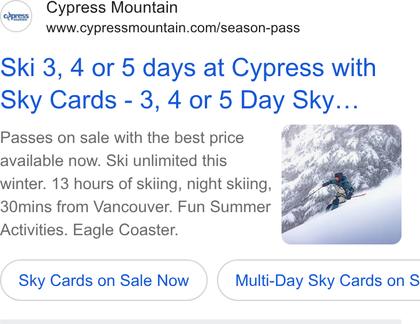 cypress
Cypress Mountain
www.cypressmountain.com/season-pass
Ski 3, 4 or 5 days at Cypress with
Sky Cards - 3, 4 or 5 Day Sky…
Passes on sale with the best price
available now. Ski unlimited this
winter. 13 hours of skiing, night skiing,
30mins from Vancouver. Fun Summer
Activities. Eagle Coaster.
Sky Cards on Sale Now
Multi-Day Sky Cards on S